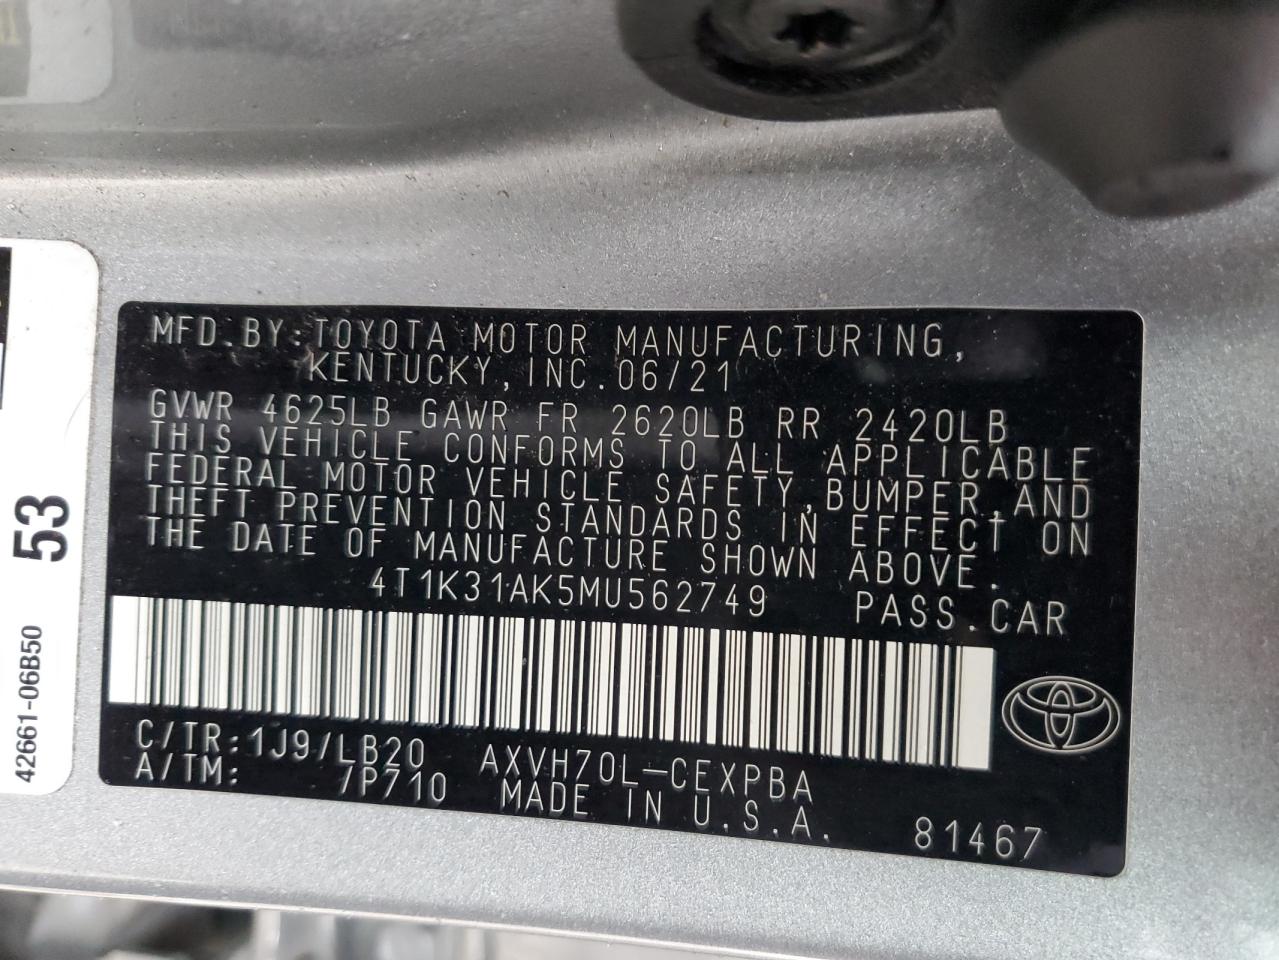 MFD. BY: TOYOTA MOTOR MANUFACTURING,
KENTUCKY, INC. 06/21
GVWR 4625LB GAWR FR 2620LB RR 2420LB
THIS VEHICLE CONFORMS TO ALL APPLICABLE
FEDERAL MOTOR VEHICLE SAFETY, BUMPER, AND
THEFT PREVENTION STANDARDS IN EFFECT ON
THE DATE OF MANUFACTURE SHOWN ABOVE.
4T1K31AK5MU562749 PASS. CAR
C/TR: 1J9/LB20 AXVH70L-CEXPBA
A/TM: /P710 MADE IN U.S.A. 81467
53
42661-06B50